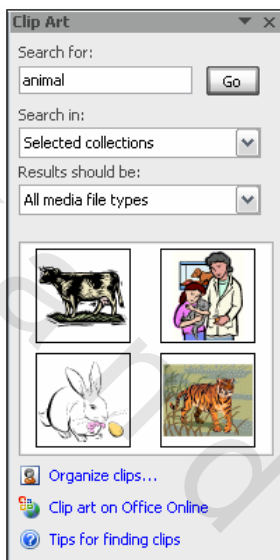 Clip Art
Search for:
animal
Go
Search in:
Selected collections
Results should be:
All media file types
Organize clips...
Clip art on Office Online
Tips for finding clips